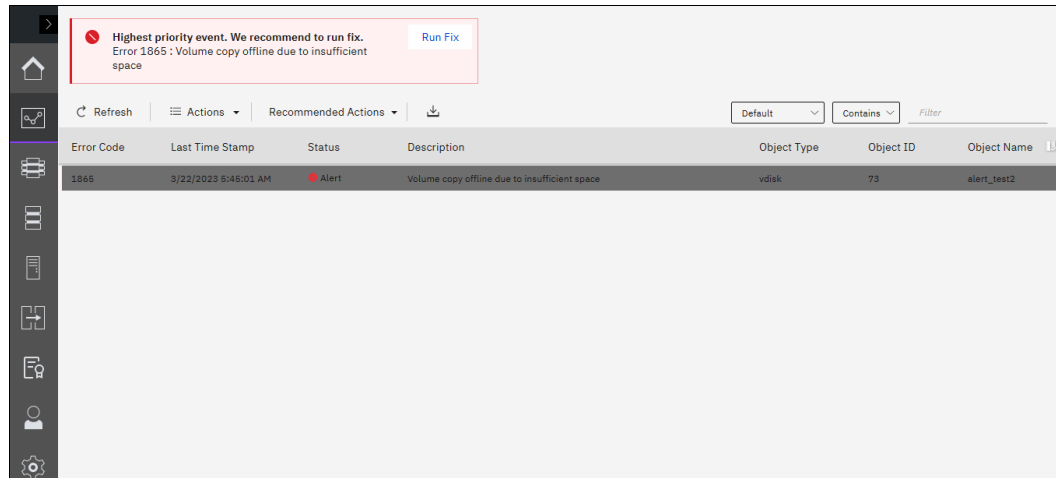 Highest priority event. We recommend to run fix.
Run Fix
Error 1865 : Volume copy offline due to insufficient
space
Refresh Actions Recommended Actions Default Contains Filter
Error Code Last Time Stamp Status Description Object Type Object ID Object Name
1865 3/22/2023 5:46:01 AM Alert Volume copy offline due to insufficient space vdisk 73 alert_test2